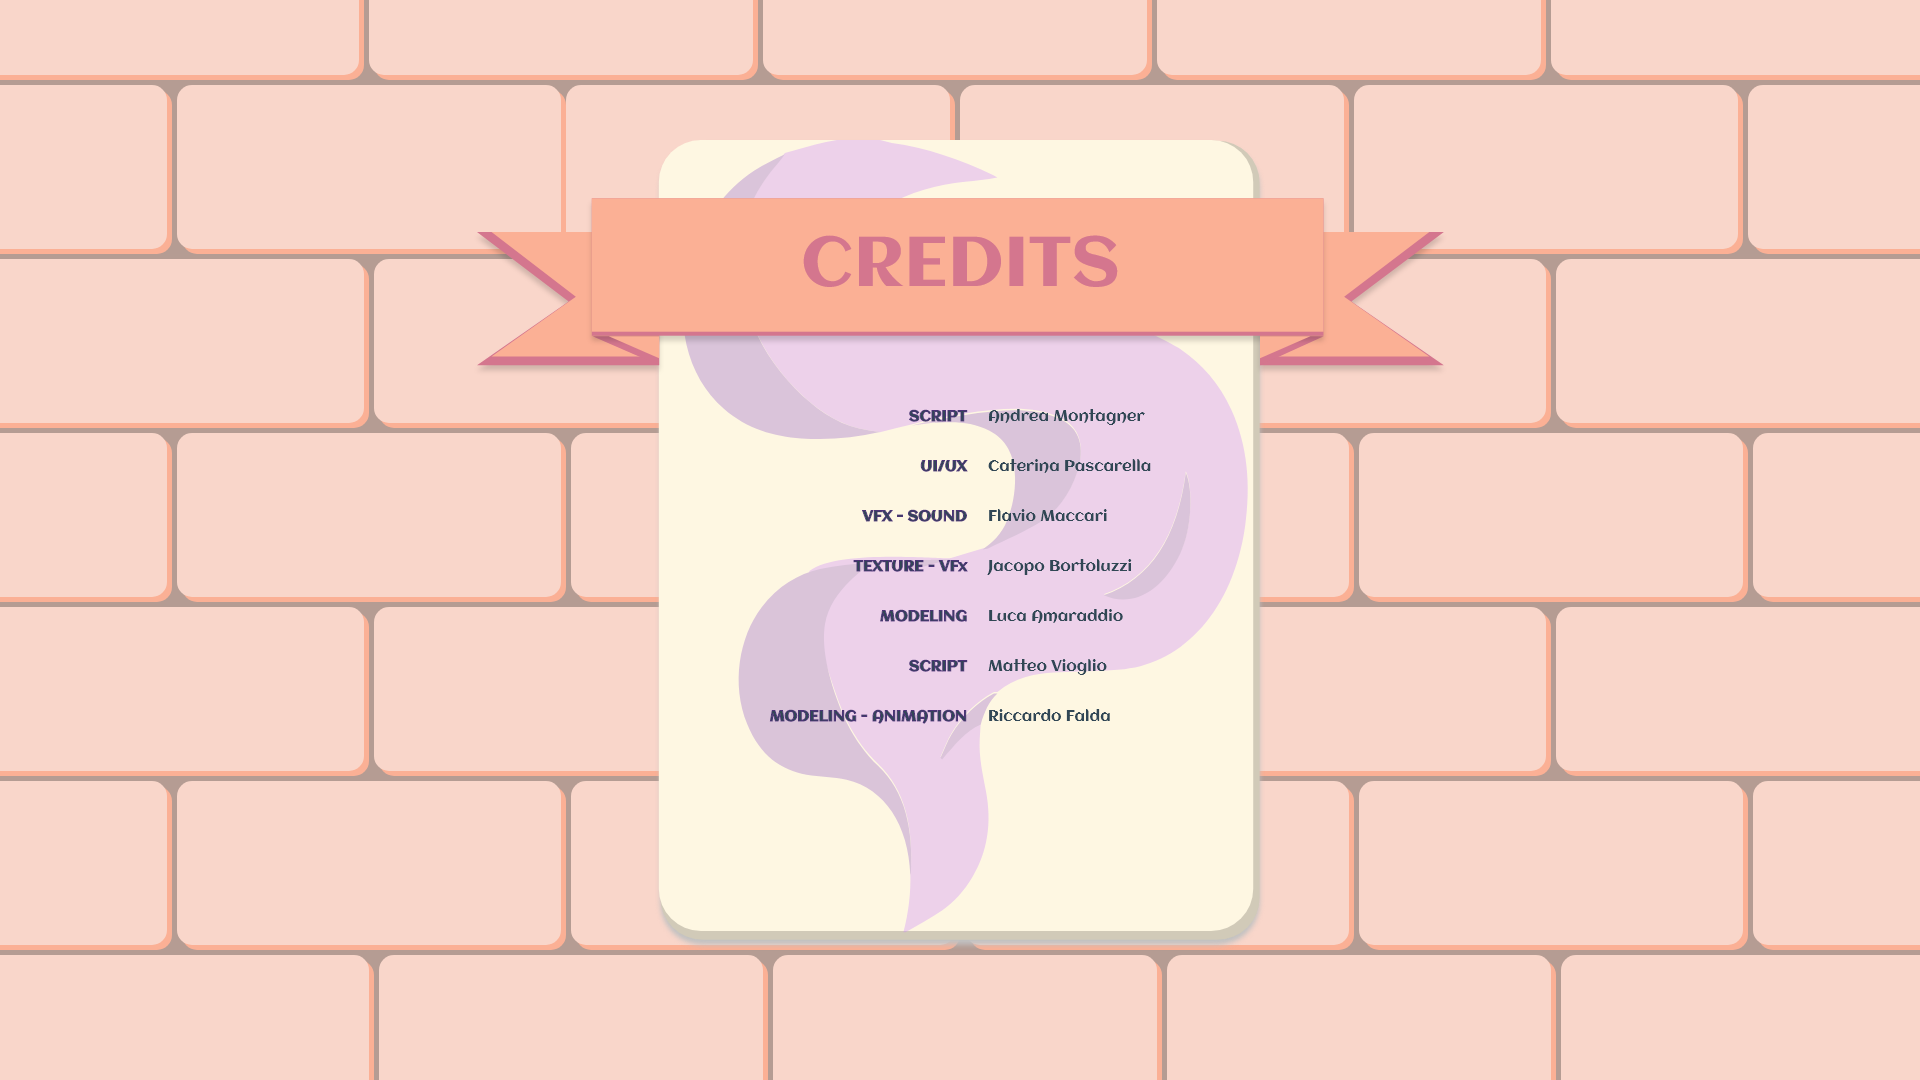 CREDITS
SCRIPT Andrea Montagner
UI/UX Caterina Pascarella
VFX - SOUND Flavio Maccari
TEXTURE - VFx Jacopo Bortoluzzi
MODELING Luca Amaraddio
SCRIPT Matteo Vioglio
MODELING - ANIMATION Riccardo Falda